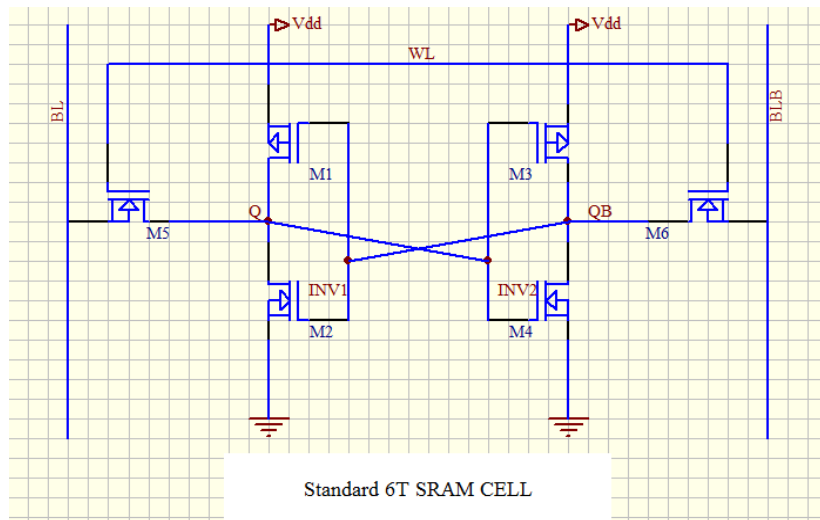 Vdd
Vdd
WL
BL
BLB
M1
M3
Q
QB
M5
M6
INV1
INV2
M2
M4
Standard 6T SRAM CELL